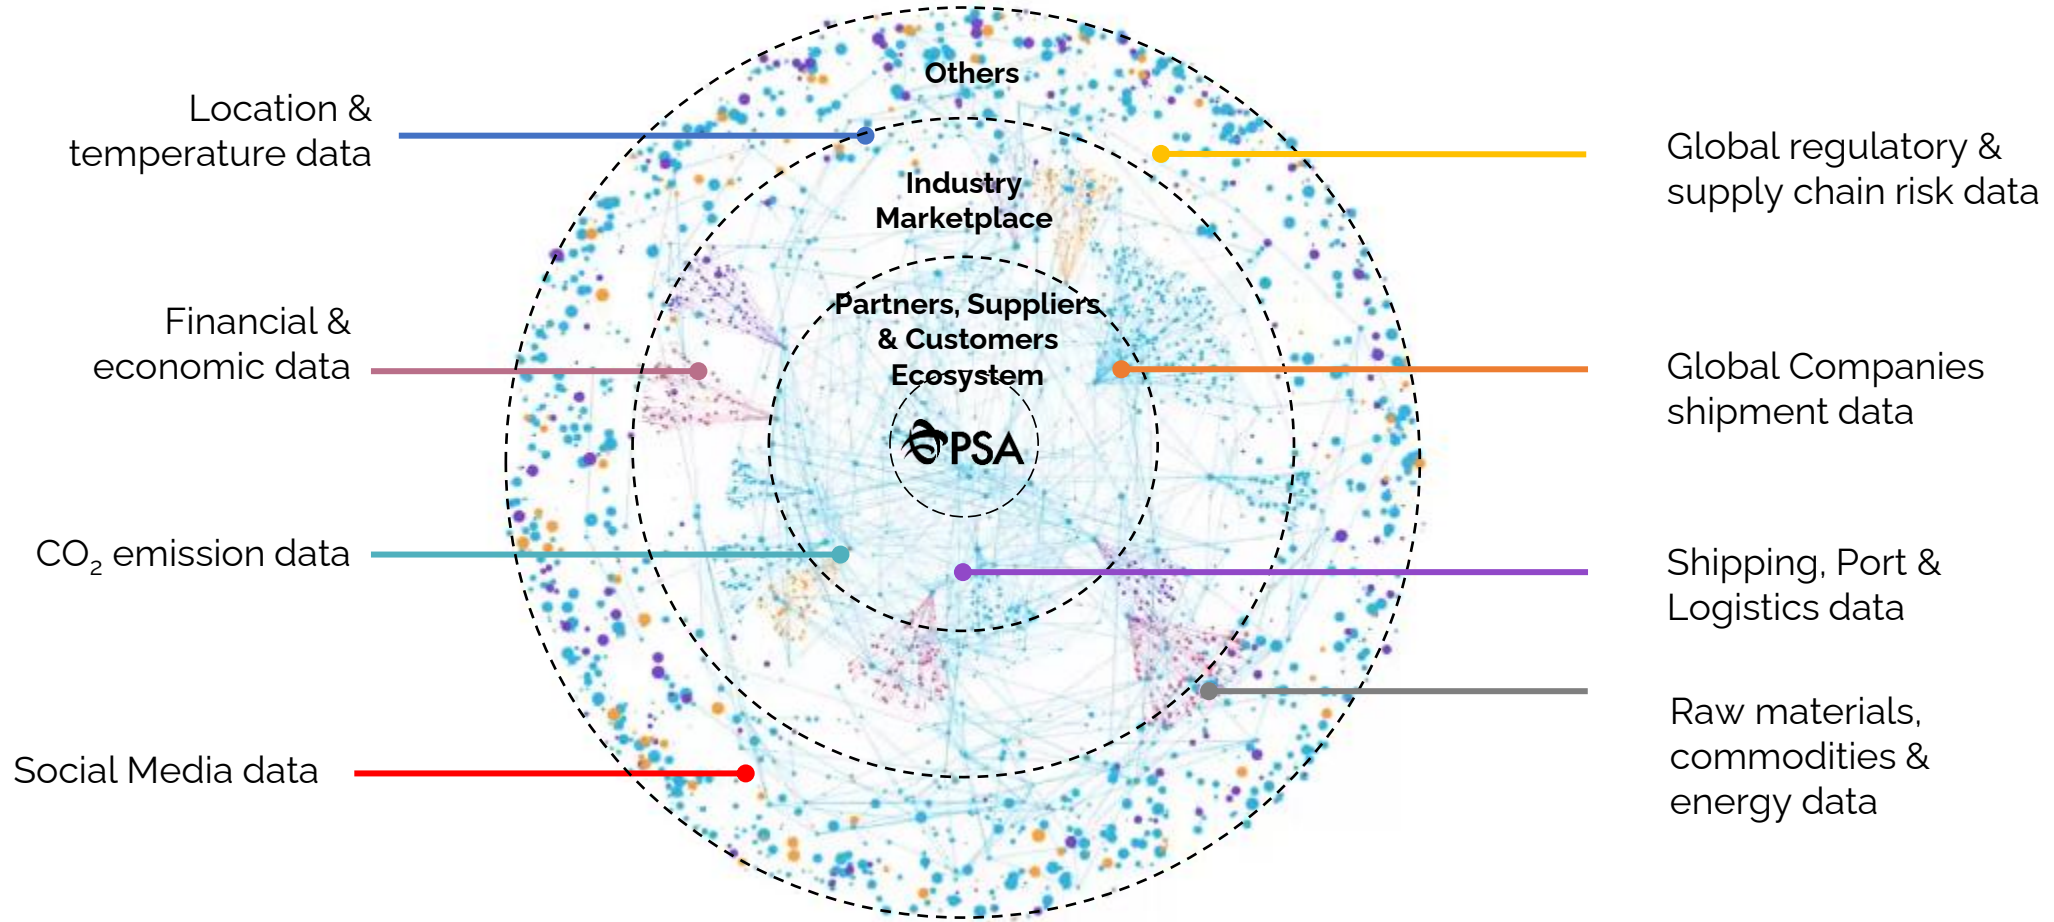 Others
Location &
temperature data
Global regulatory &
supply chain risk data
Industry
Marketplace
Partners, Suppliers
& Customers
Ecosystem
Financial &
economic data
Global Companies
shipment data
PSA
CO₂ emission data
Shipping, Port &
Logistics data
Raw materials,
commodities &
energy data
Social Media data